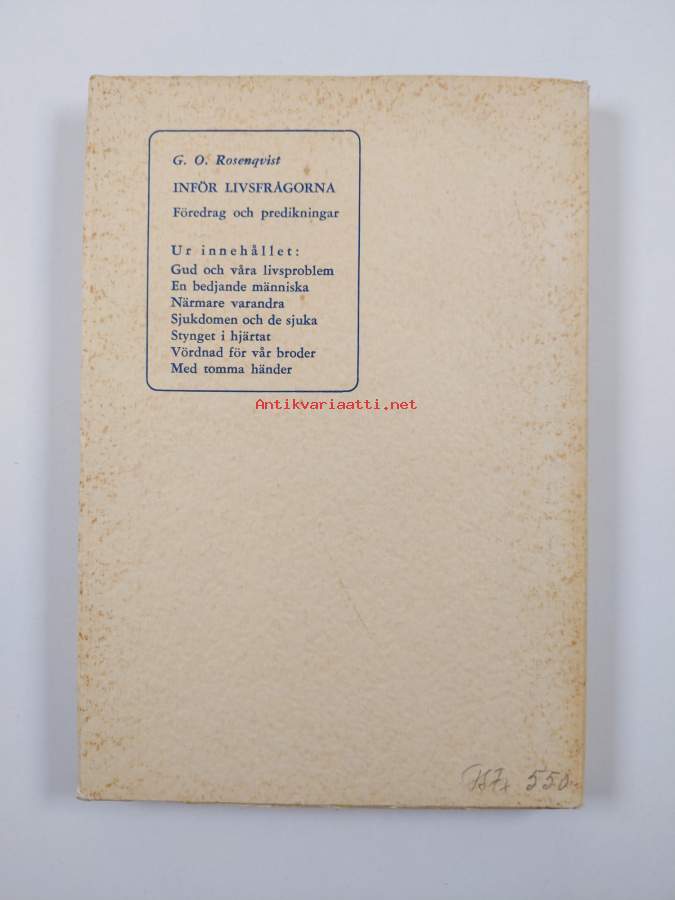 G. O. Rosenqvist
INFÖR LIVSFRÅGORNA
Föredrag och predikningar
Ur innehållet:
Gud och våra livsproblem
En bedjande människa
Närmare varandra
Sjukdomen och de sjuka
Stynget i hjärtat
Vördnad för vår broder
Med tomma händer
Antikvariaatti.net
550